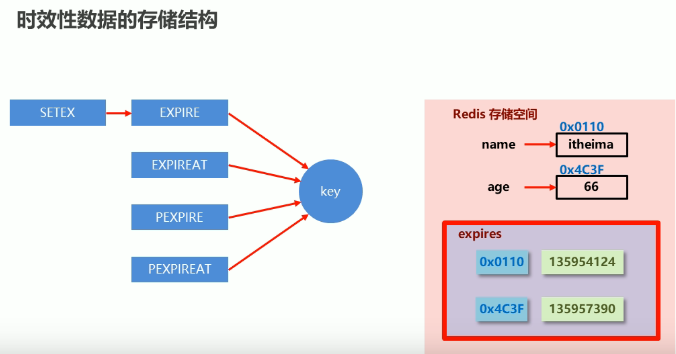 时效性数据的存储结构
SETEX
EXPIRE
EXPIREAT
PEXPIRE
PEXPIREAT
key
Redis 存储空间
0x0110
name
itheima
0x4C3F
age
66
expires
0x0110
135954124
0x4C3F
135957390